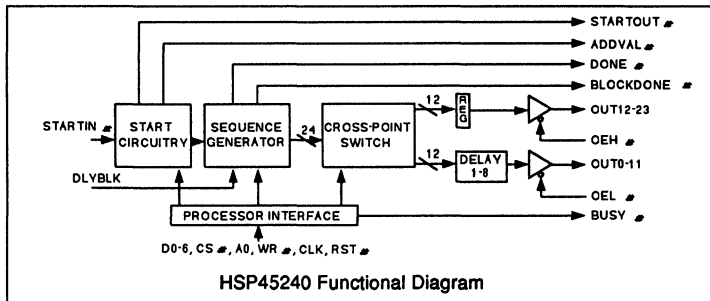 STARTOUT #
ADDVAL #
DONE #
BLOCKDONE #
12
REG
OUT12-23
STARTIN #
START CIRCUITRY
SEQUENCE GENERATOR
24
CROSS-POINT SWITCH
OEH #
12
DELAY 1-8
OUT0-11
DLYBLK
OEL #
PROCESSOR INTERFACE
BUSY #
D0-6, CS #, A0, WR #, CLK, RST #
HSP45240 Functional Diagram